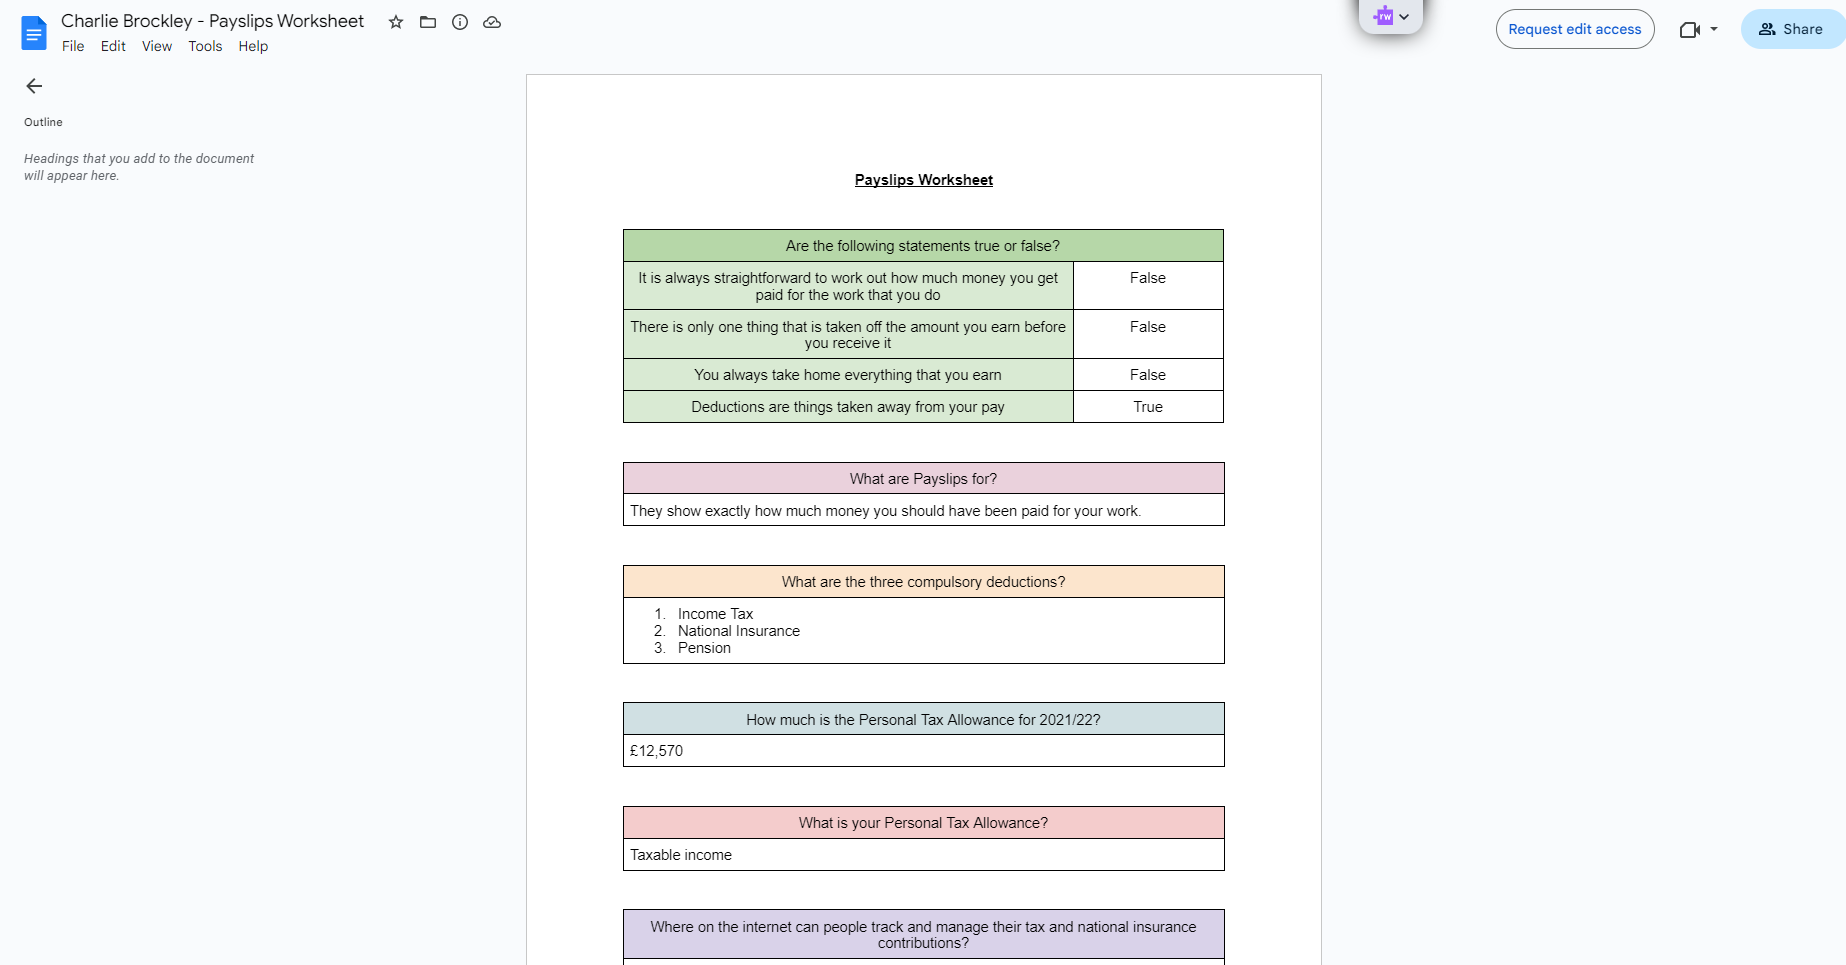 Charlie Brockley - Payslips Worksheet
File Edit View Tools Help
rw
Request edit access
Share
Outline
Headings that you add to the document
will appear here.
Payslips Worksheet
Are the following statements true or false?
It is always straightforward to work out how much money you get
paid for the work that you do
False
There is only one thing that is taken off the amount you earn before
you receive it
False
You always take home everything that you earn
False
Deductions are things taken away from your pay
True
What are Payslips for?
They show exactly how much money you should have been paid for your work.
What are the three compulsory deductions?
1. Income Tax
2. National Insurance
3. Pension
How much is the Personal Tax Allowance for 2021/22?
£12,570
What is your Personal Tax Allowance?
Taxable income
Where on the internet can people track and manage their tax and national insurance
contributions?